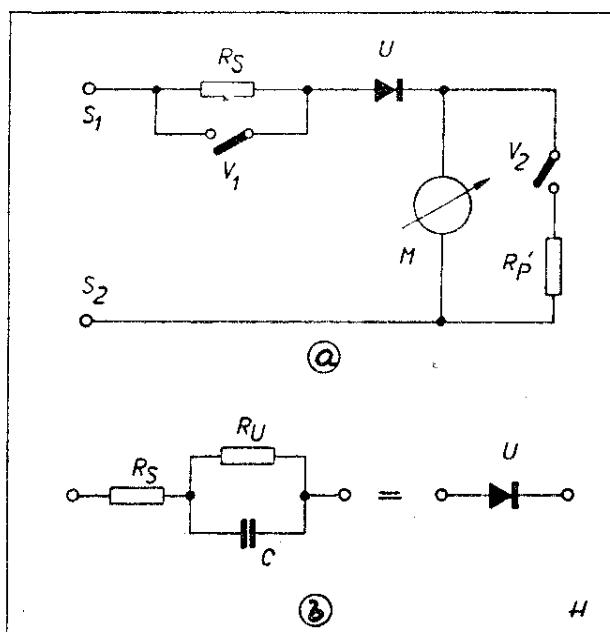 R_S
U
S_1
V_1
V_2
M
R_P'
S_2
a
R_U
R_S
U
=
C
b
H